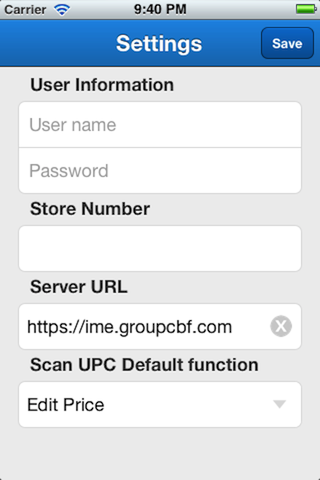 Carrier 9:40 PM
Settings Save
User Information
User name
Password
Store Number
Server URL
https://ime.groupcbf.com
Scan UPC Default function
Edit Price